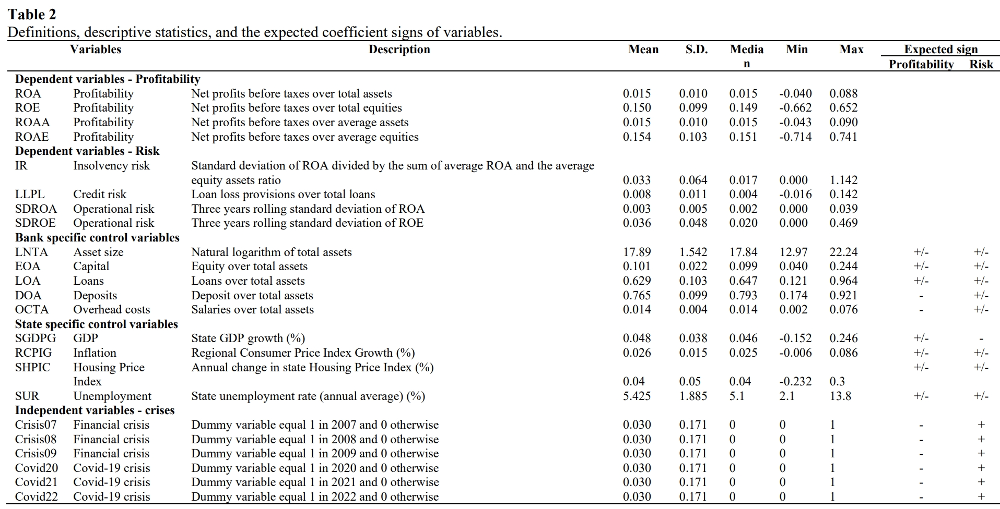 Table 2
Definitions, descriptive statistics, and the expected coefficient signs of variables.
Variables Description Mean S.D. Media Min Max Expected sign
n Profitability Risk
Dependent variables - Profitability
ROA Profitability Net profits before taxes over total assets 0.015 0.010 0.015 -0.040 0.088
ROE Profitability Net profits before taxes over total equities 0.150 0.099 0.149 -0.662 0.652
ROAA Profitability Net profits before taxes over average assets 0.015 0.010 0.015 -0.043 0.090
ROAE Profitability Net profits before taxes over average equities 0.154 0.103 0.151 -0.714 0.741
Dependent variables - Risk
IR Insolvency risk Standard deviation of ROA divided by the sum of average ROA and the average
equity assets ratio 0.033 0.064 0.017 0.000 1.142
LLPL Credit risk Loan loss provisions over total loans 0.008 0.011 0.004 -0.016 0.142
SDROA Operational risk Three years rolling standard deviation of ROA 0.003 0.005 0.002 0.000 0.039
SDROE Operational risk Three years rolling standard deviation of ROE 0.036 0.048 0.020 0.000 0.469
Bank specific control variables
LNTA Asset size Natural logarithm of total assets 17.89 1.542 17.84 12.97 22.24 +/- +/-
EOA Capital Equity over total assets 0.101 0.022 0.099 0.040 0.244 +/- +/-
LOA Loans Loans over total assets 0.629 0.103 0.647 0.121 0.964 +/- +/-
DOA Deposits Deposit over total assets 0.765 0.099 0.793 0.174 0.921 - +/-
OCTA Overhead costs Salaries over total assets 0.014 0.004 0.014 0.002 0.076 - +/-
State specific control variables
SGDPG GDP State GDP growth (%) 0.048 0.038 0.046 -0.152 0.246 +/- -
RCPIG Inflation Regional Consumer Price Index Growth (%) 0.026 0.015 0.025 -0.006 0.086 +/- +/-
SHPIC Housing Price Annual change in state Housing Price Index (%) +/- +/-
Index 0.04 0.05 0.04 -0.232 0.3
SUR Unemployment State unemployment rate (annual average) (%) 5.425 1.885 5.1 2.1 13.8 +/- +/-
Independent variables - crises
Crisis07 Financial crisis Dummy variable equal 1 in 2007 and 0 otherwise 0.030 0.171 0 0 1 - +
Crisis08 Financial crisis Dummy variable equal 1 in 2008 and 0 otherwise 0.030 0.171 0 0 1 - +
Crisis09 Financial crisis Dummy variable equal 1 in 2009 and 0 otherwise 0.030 0.171 0 0 1 - +
Covid20 Covid-19 crisis Dummy variable equal 1 in 2020 and 0 otherwise 0.030 0.171 0 0 1 - +
Covid21 Covid-19 crisis Dummy variable equal 1 in 2021 and 0 otherwise 0.030 0.171 0 0 1 - +
Covid22 Covid-19 crisis Dummy variable equal 1 in 2022 and 0 otherwise 0.030 0.171 0 0 1 - +